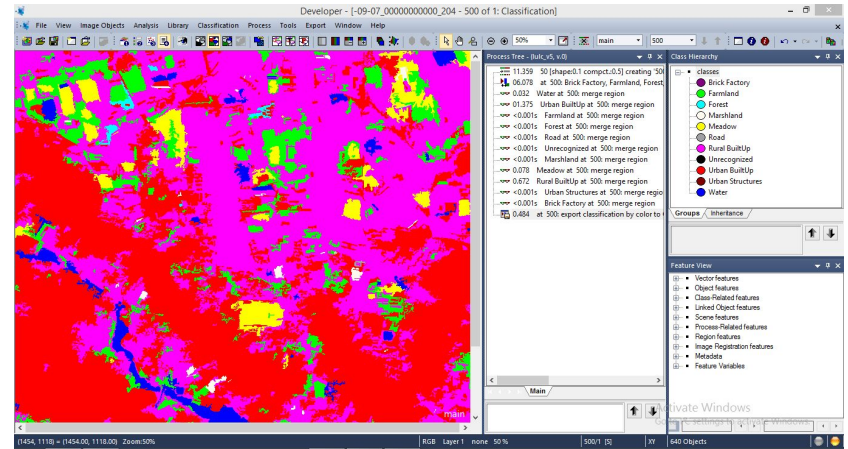 Developer - [-09-07_00000000000_204 - 500 of 1: Classification]
File View Image Objects Analysis Library Classification Process Tools Export Window Help
50% main 500
Process Tree - (lulc_v5, v.0)
11.359 50 [shape:0.1 compct.:0.5] creating '50
06.078 at 500: Brick Factory, Farmland, Forest,
0.032 Water at 500: merge region
01.375 Urban BuiltUp at 500: merge region
<0.001s Farmland at 500: merge region
<0.001s Forest at 500: merge region
<0.001s Road at 500: merge region
<0.001s Unrecognized at 500: merge region
<0.001s Marshland at 500: merge region
0.078 Meadow at 500: merge region
0.672 Rural BuiltUp at 500: merge region
<0.001s Urban Structures at 500: merge regio
<0.001s Brick Factory at 500: merge region
0.484 at 500: export classification by color to
Main
Class Hierarchy
classes
Brick Factory
Farmland
Forest
Marshland
Meadow
Road
Rural BuiltUp
Unrecognized
Urban BuiltUp
Urban Structures
Water
Groups Inheritance
Feature View
Vector features
Object features
Class-Related features
Linked Object features
Scene features
Process-Related features
Region features
Image Registration features
Metadata
Feature Variables
main
Activate Windows
Go to PC settings to activate Windows.
(1454, 1118) = (1454.00, 1118.00) Zoom:50%
RGB Layer 1 none 50 %
500/1 [S]
XY
640 Objects